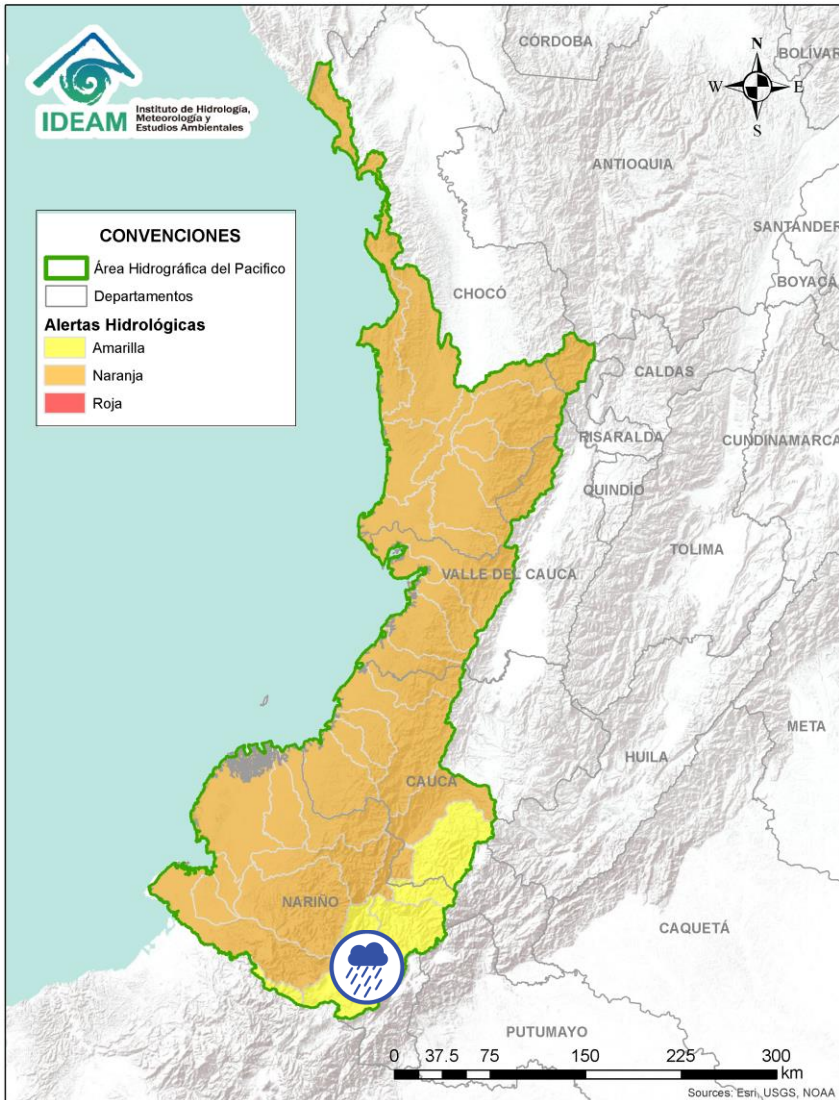 IDEAM
Instituto de Hidrología,
Meteorología y
Estudios Ambientales
CÓRDOBA
BOLÍVAR
N
W
E
S
ANTIOQUIA
SANTANDER
BOYACÁ
CONVENCIONES
Área Hidrográfica del Pacifico
Departamentos
Alertas Hidrológicas
Amarilla
Naranja
Roja
CHOCÓ
CALDAS
RISARALDA
CUNDINAMARCA
QUINDÍO
TOLIMA
VALLE DEL CAUCA
META
HUILA
CAUCA
NARIÑO
CAQUETÁ
PUTUMAYO
0 37.5 75 150 225 300
km
Sources: Esri, USGS, NOAA